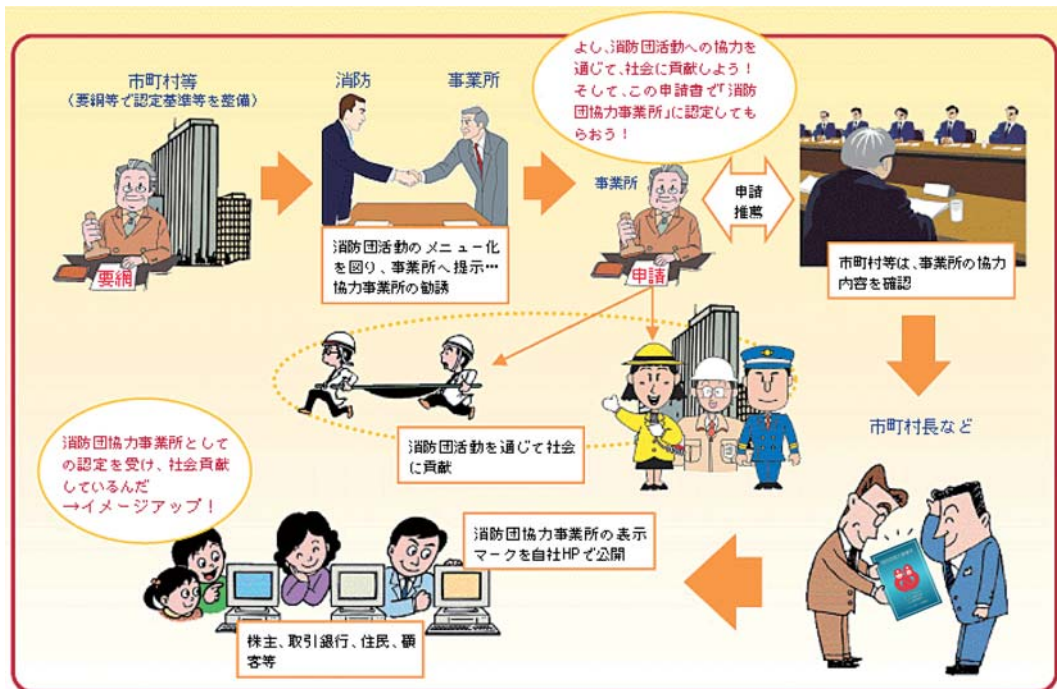 市町村等
（要綱等で認定基準等を整備）
要綱
消防　事業所
消防団活動のメニュー化
を図り、事業所へ提示…
協力事業所の勧誘
よし、消防団活動への協力を
通じて、社会に貢献しよう！
そして、この申請書で「消防
団協力事業所」に認定しても
らおう！
事業所
申請
申請
推薦
市町村等は、事業所の協力
内容を確認
消防団活動を通じて社会
に貢献
市町村長など
消防団協力事業所の表示
マークを自社HPで公開
消防団協力事業所として
の認定を受け、社会貢献
しているんだ
→イメージアップ！
株主、取引銀行、住民、顧
客等